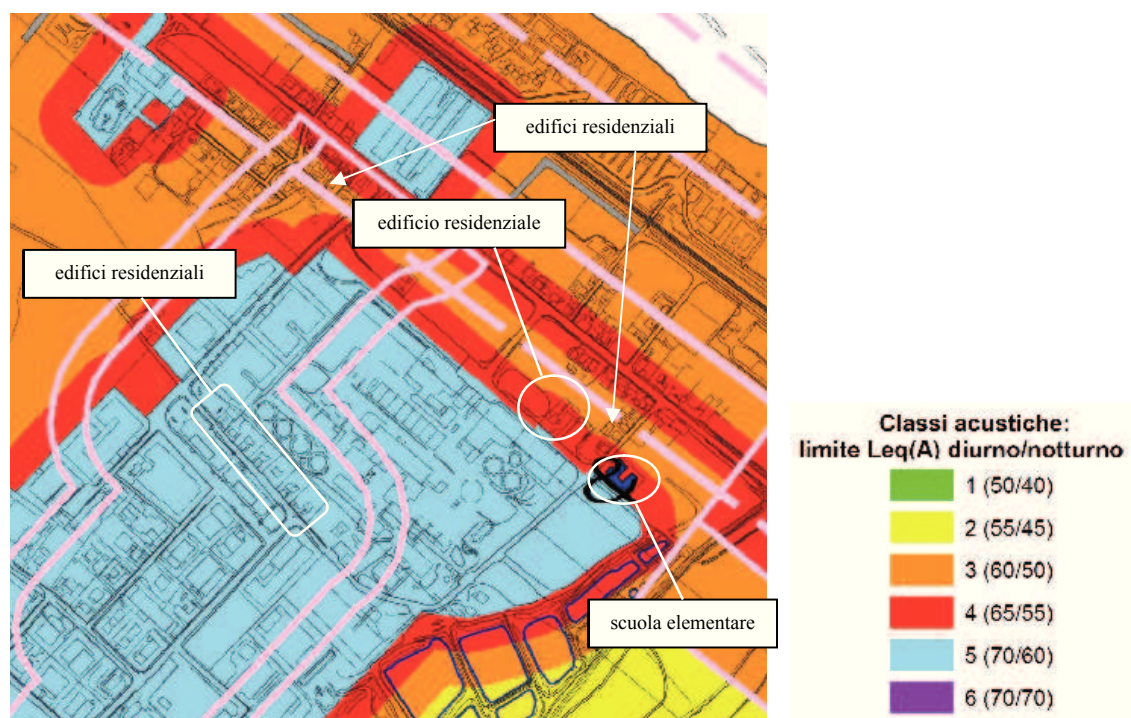 edifici residenziali
edificio residenziale
edifici residenziali
scuola elementare
Classi acustiche:
limite Leq(A) diurno/notturno
1 (50/40)
2 (55/45)
3 (60/50)
4 (65/55)
5 (70/60)
6 (70/70)